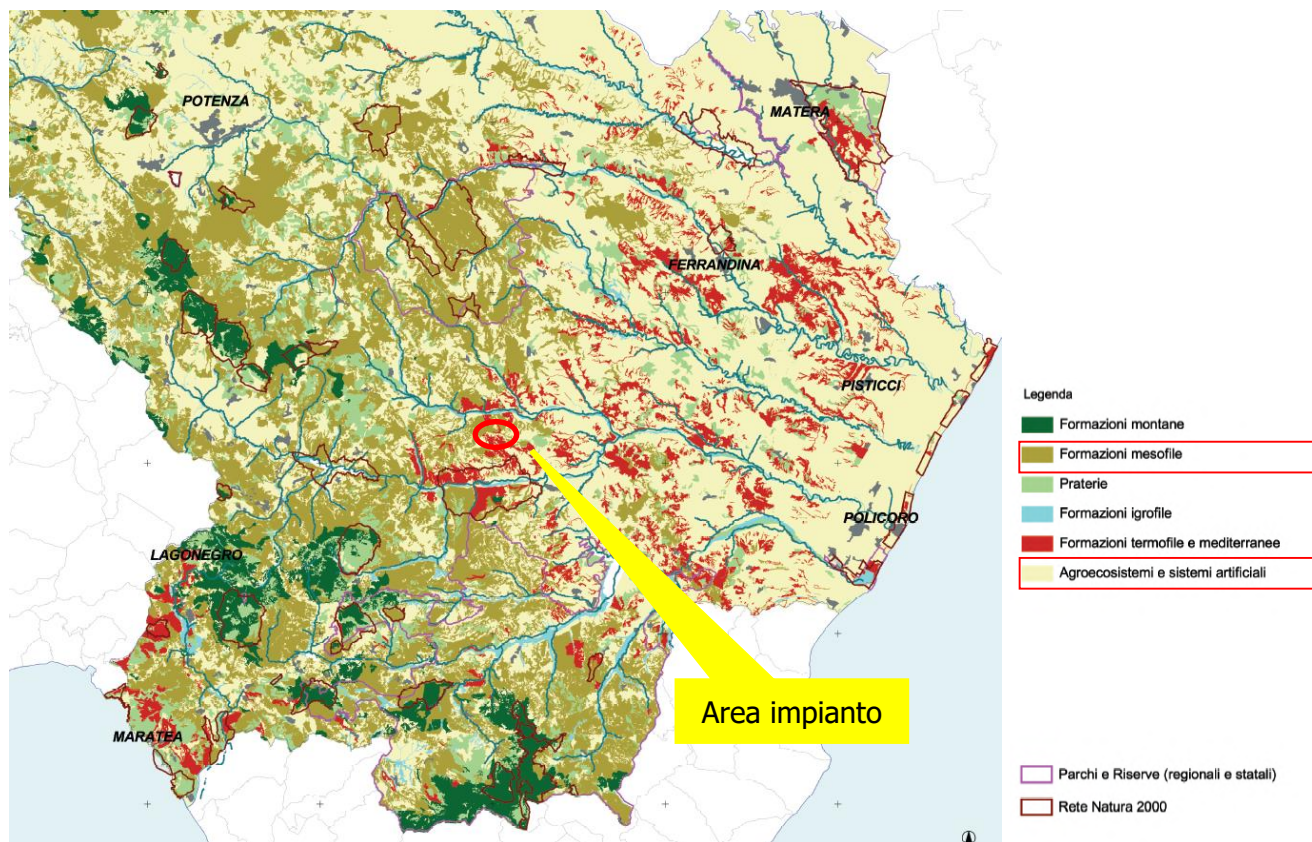 POTENZA
MATERA
FERRANDINA
PISTICCI
POLICORO
LAGONEGRO
MARATEA
Area impianto
Legenda
Formazioni montane
Formazioni mesofile
Praterie
Formazioni igrofile
Formazioni termofile e mediterranee
Agroecosistemi e sistemi artificiali
Parchi e Riserve (regionali e statali)
Rete Natura 2000